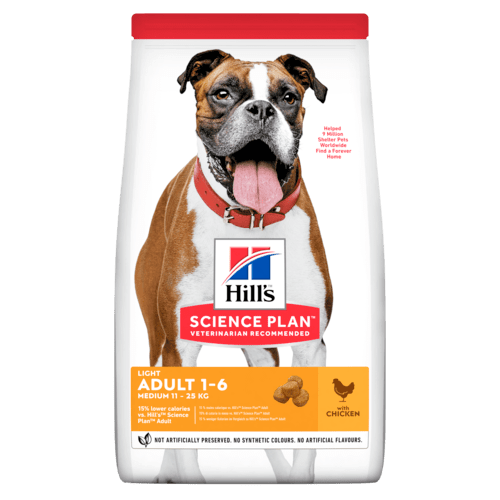 Helped
9 Million
Shelter Pets
Worldwide
Find a Forever
Home
Hill's™
SCIENCE PLAN™
VETERINARIAN RECOMMENDED
LIGHT
ADULT 1-6
MEDIUM 11 - 25 KG
15% lower calories
vs. Hill's™ Science
Plan™ Adult
with
CHICKEN
NOT ARTIFICIALLY PRESERVED. NO SYNTHETIC COLOURS. NO ARTIFICIAL FLAVOURS.